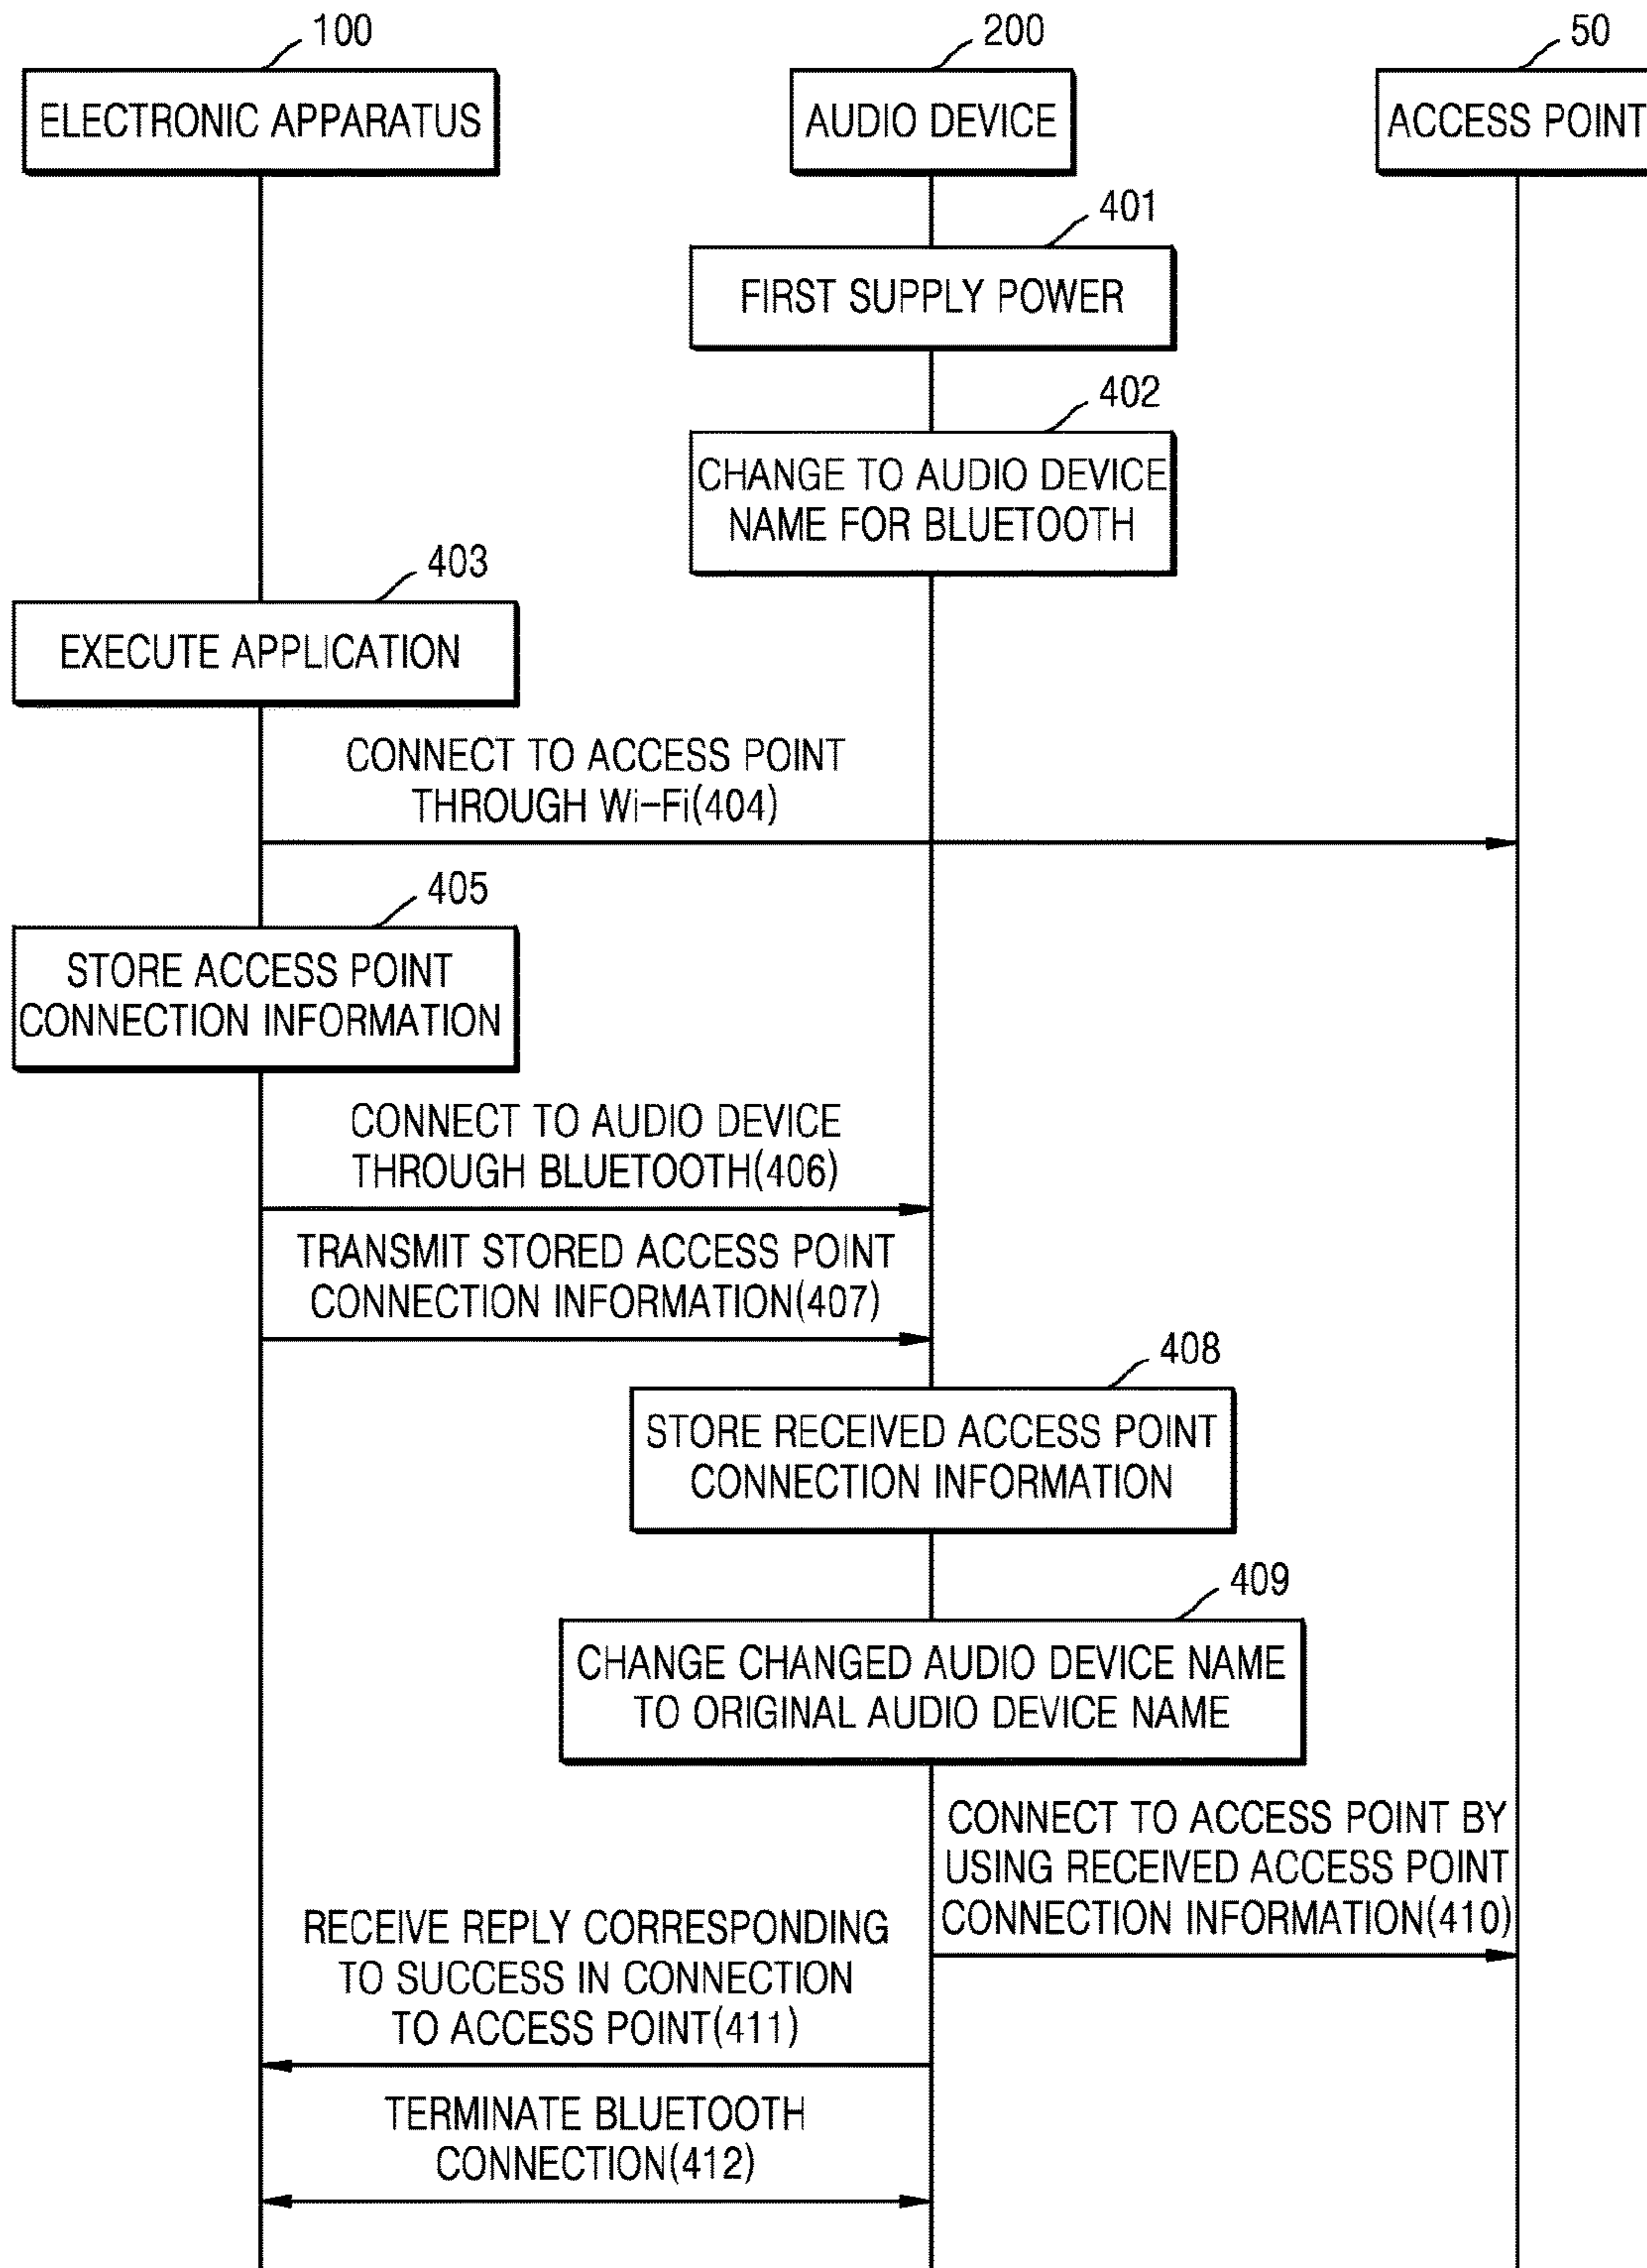 100
200
50
ELECTRONIC APPARATUS
AUDIO DEVICE
ACCESS POINT
401
FIRST SUPPLY POWER
402
CHANGE TO AUDIO DEVICE
NAME FOR BLUETOOTH
403
EXECUTE APPLICATION
CONNECT TO ACCESS POINT
THROUGH Wi-Fi(404)
405
STORE ACCESS POINT
CONNECTION INFORMATION
CONNECT TO AUDIO DEVICE
THROUGH BLUETOOTH(406)
TRANSMIT STORED ACCESS POINT
CONNECTION INFORMATION(407)
408
STORE RECEIVED ACCESS POINT
CONNECTION INFORMATION
409
CHANGE CHANGED AUDIO DEVICE NAME
TO ORIGINAL AUDIO DEVICE NAME
CONNECT TO ACCESS POINT BY
USING RECEIVED ACCESS POINT
CONNECTION INFORMATION(410)
RECEIVE REPLY CORRESPONDING
TO SUCCESS IN CONNECTION
TO ACCESS POINT(411)
TERMINATE BLUETOOTH
CONNECTION(412)